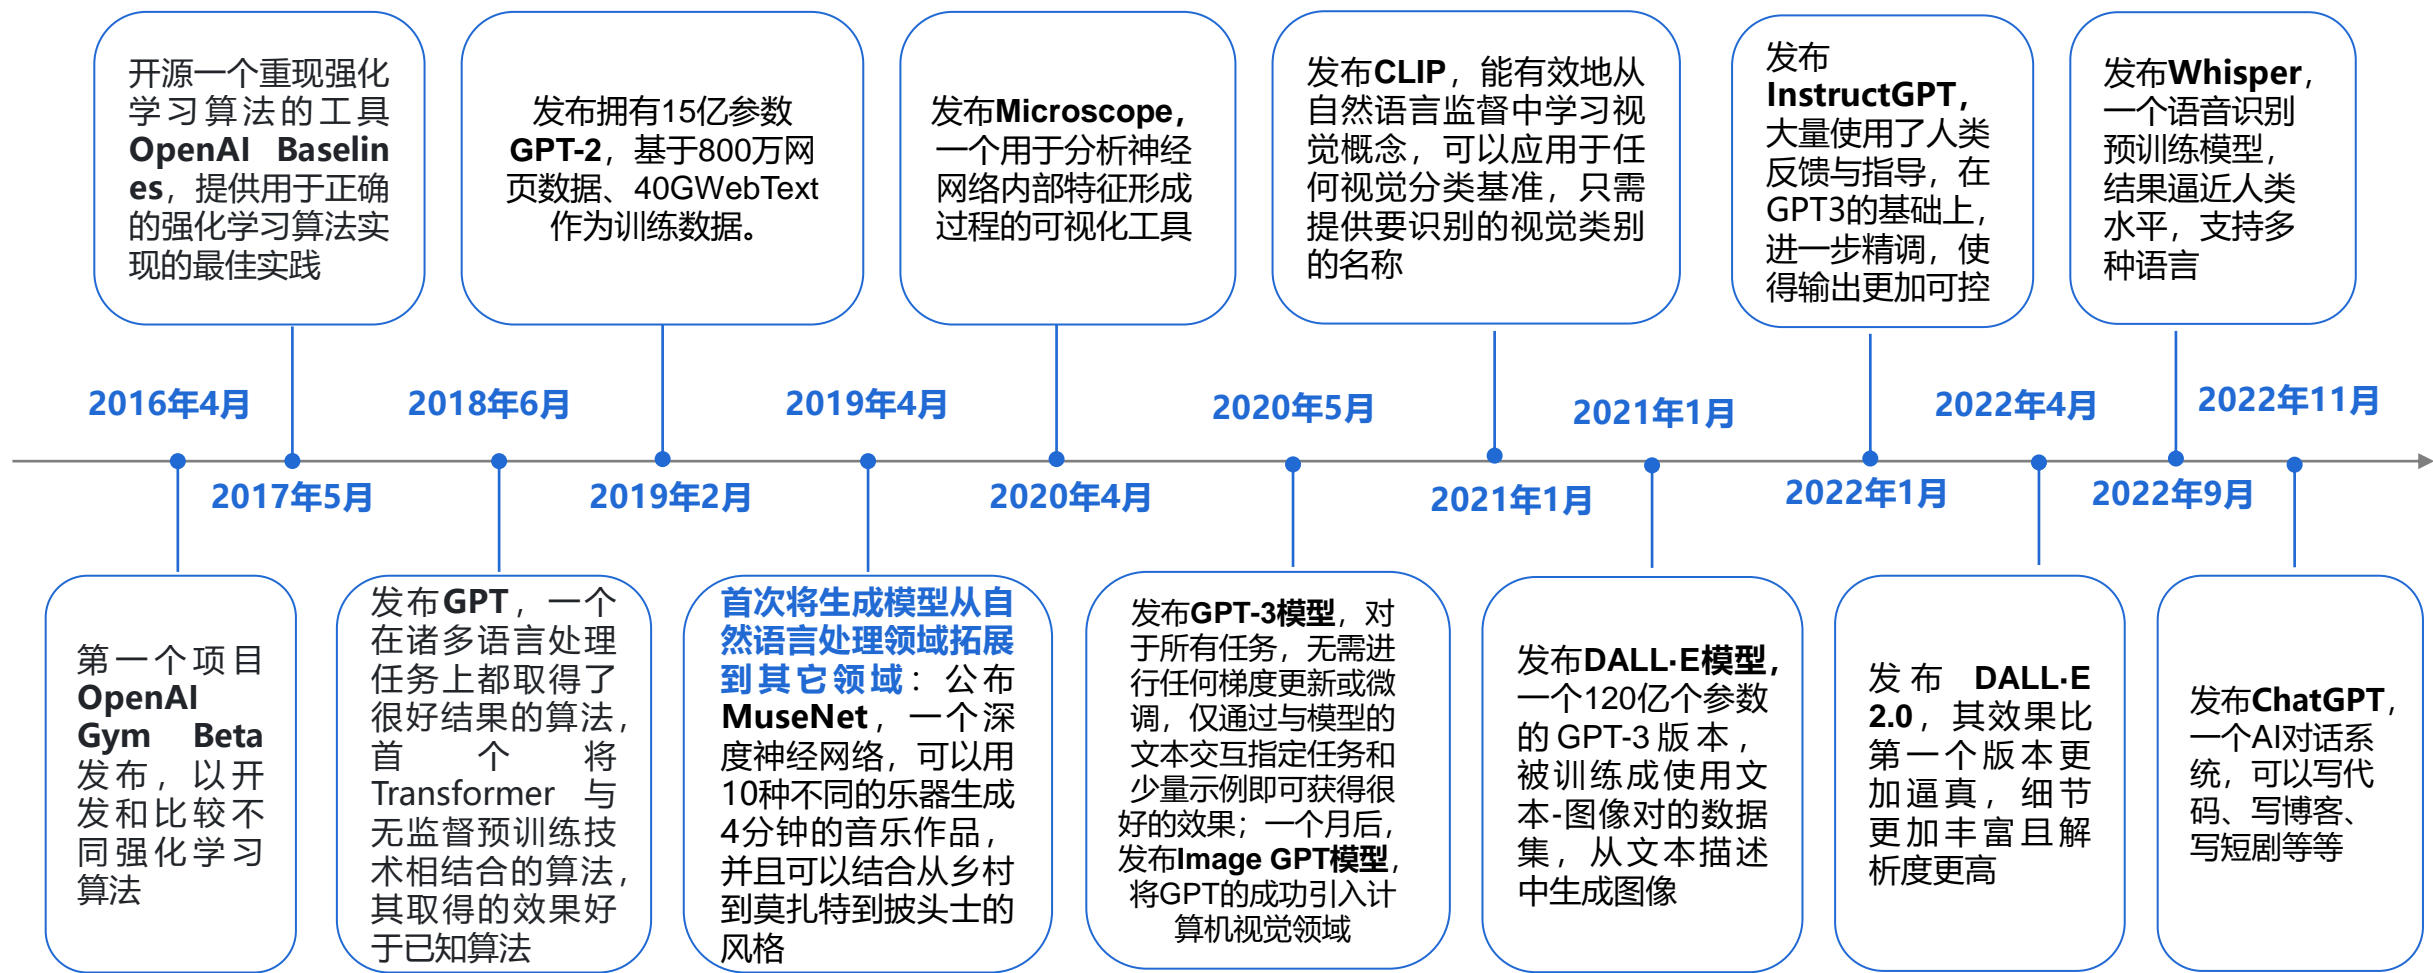 开源一个重现强化
学习算法的工具
OpenAI Baselin
es，提供用于正确
的强化学习算法实
现的最佳实践
发布拥有15亿参数
GPT-2，基于800万网
页数据、40GWebText
作为训练数据。
发布Microscope，
一个用于分析神经
网络内部特征形成
过程的可视化工具
发布CLIP，能有效地从
自然语言监督中学习视
觉概念，可以应用于任
何视觉分类基准，只需
提供要识别的视觉类别
的名称
发布
InstructGPT，
大量使用了人类
反馈与指导，在
GPT3的基础上，
进一步精调，使
得输出更加可控
发布Whisper，
一个语音识别
预训练模型，
结果逼近人类
水平，支持多
种语言
2016年4月
2018年6月
2019年4月
2020年5月
2021年1月
2022年4月
2022年11月
2017年5月
2019年2月
2020年4月
2021年1月
2022年1月
2022年9月
第一个项目
OpenAI
Gym Beta
发布，以开
发和比较不
同强化学习
算法
发布GPT，一个
在诸多语言处理
任务上都取得了
很好结果的算法，
首个将
Transformer 与
无监督预训练技
术相结合的算法，
其取得的效果好
于已知算法
首次将生成模型从自
然语言处理领域拓展
到其它领域：公布
MuseNet，一个深
度神经网络，可以用
10种不同的乐器生成
4分钟的音乐作品，
并且可以结合从乡村
到莫扎特到披头士的
风格
发布GPT-3模型，对
于所有任务，无需进
行任何梯度更新或微
调，仅通过与模型的
文本交互指定任务和
少量示例即可获得很
好的效果；一个月后，
发布Image GPT模型，
将GPT的成功引入计
算机视觉领域
发布DALL·E模型，
一个120亿个参数
的GPT-3版本，
被训练成使用文
本-图像对的数据
集，从文本描述
中生成图像
发布 DALL·E
2.0，其效果比
第一个版本更
加逼真，细节
更加丰富且解
析度更高
发布ChatGPT，
一个AI对话系
统，可以写代
码、写博客、
写短剧等等